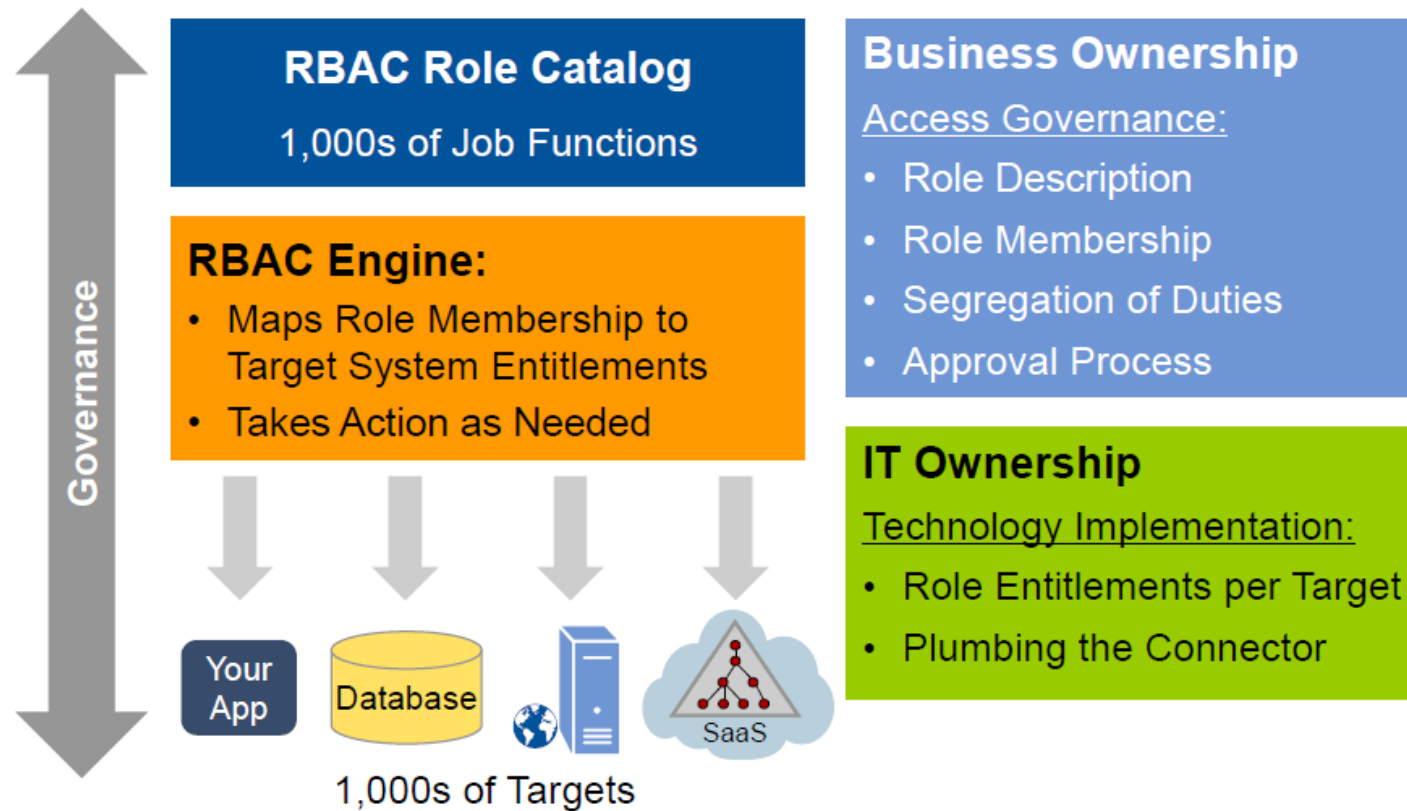 Governance
RBAC Role Catalog
1,000s of Job Functions
RBAC Engine:
• Maps Role Membership to
Target System Entitlements
• Takes Action as Needed
Your
App
Database
SaaS
1,000s of Targets
Business Ownership
Access Governance:
• Role Description
• Role Membership
• Segregation of Duties
• Approval Process
IT Ownership
Technology Implementation:
• Role Entitlements per Target
• Plumbing the Connector